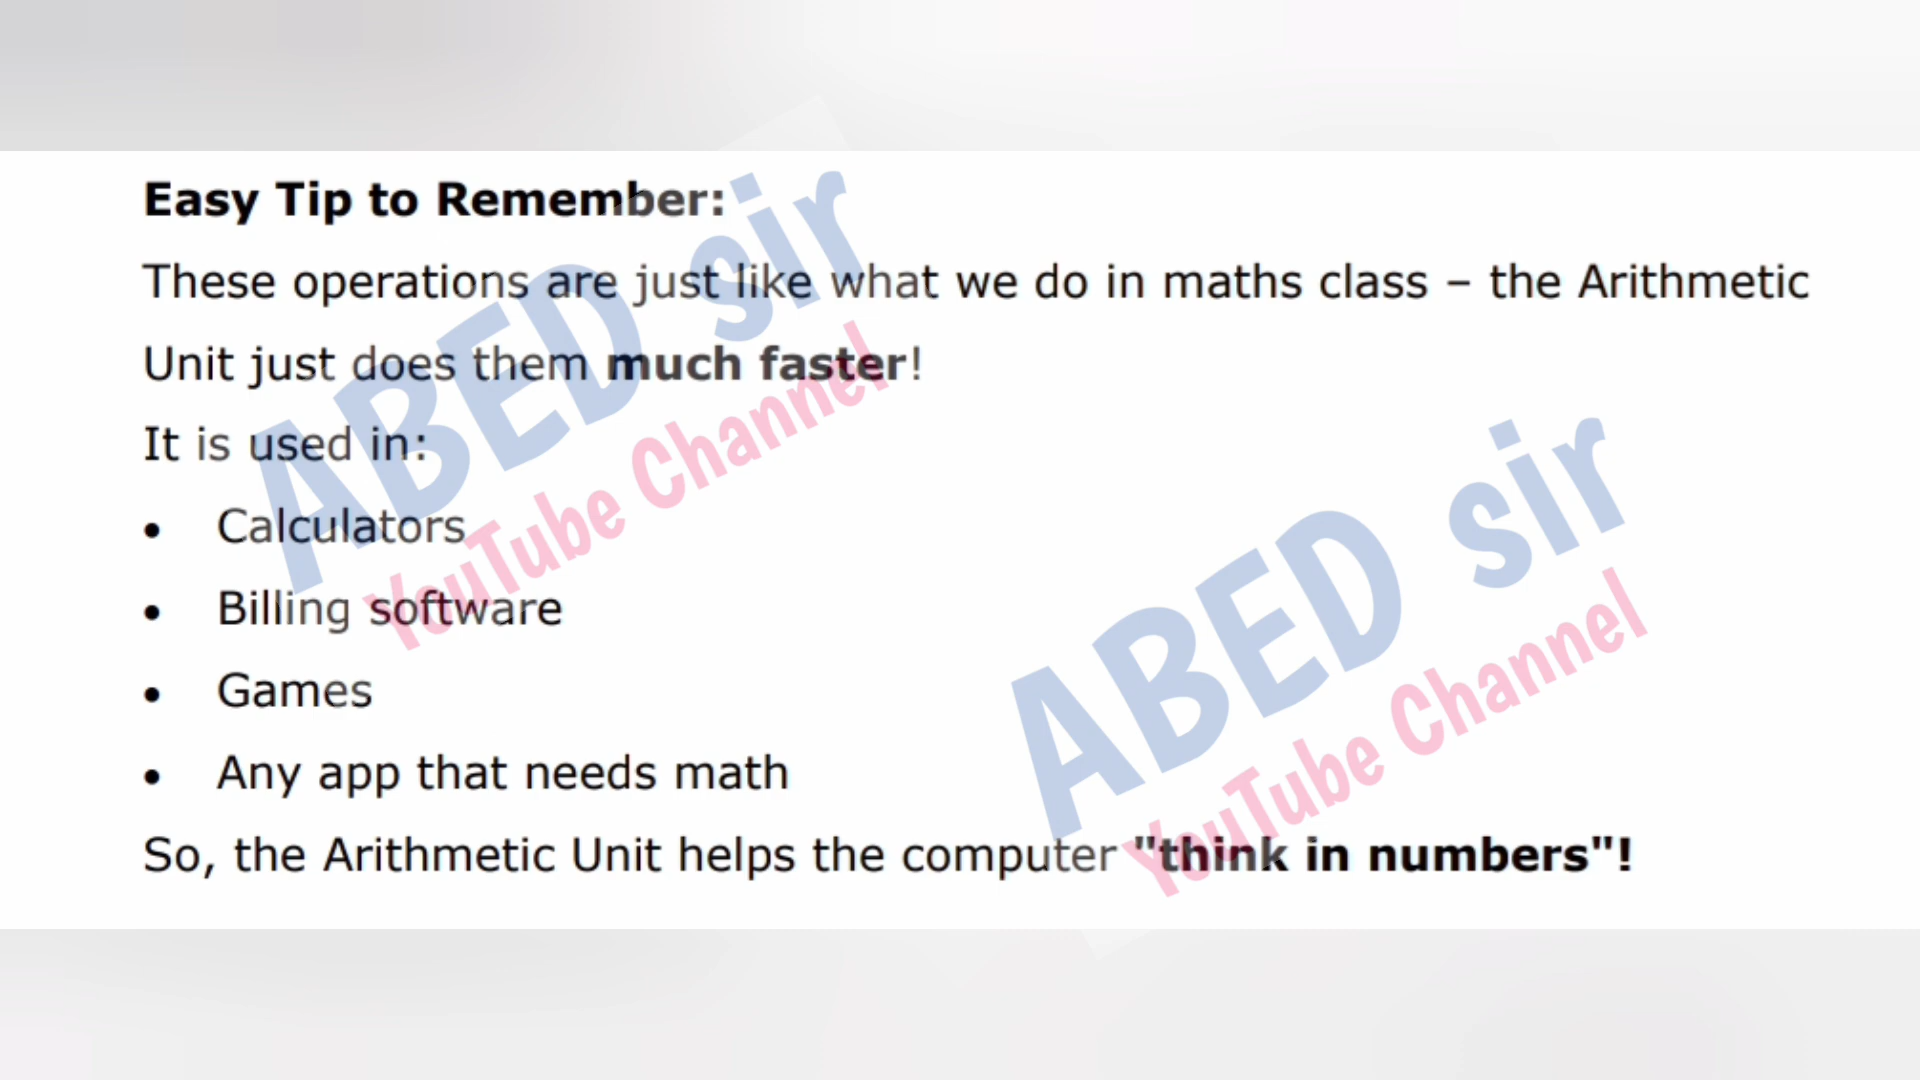 Easy Tip to Remember:
These operations are just like what we do in maths class – the Arithmetic
Unit just does them much faster!
It is used in:
• Calculators
• Billing software
• Games
• Any app that needs math
So, the Arithmetic Unit helps the computer "think in numbers"!
ABED sir
YouTube Channel
ABED sir
YouTube Channel